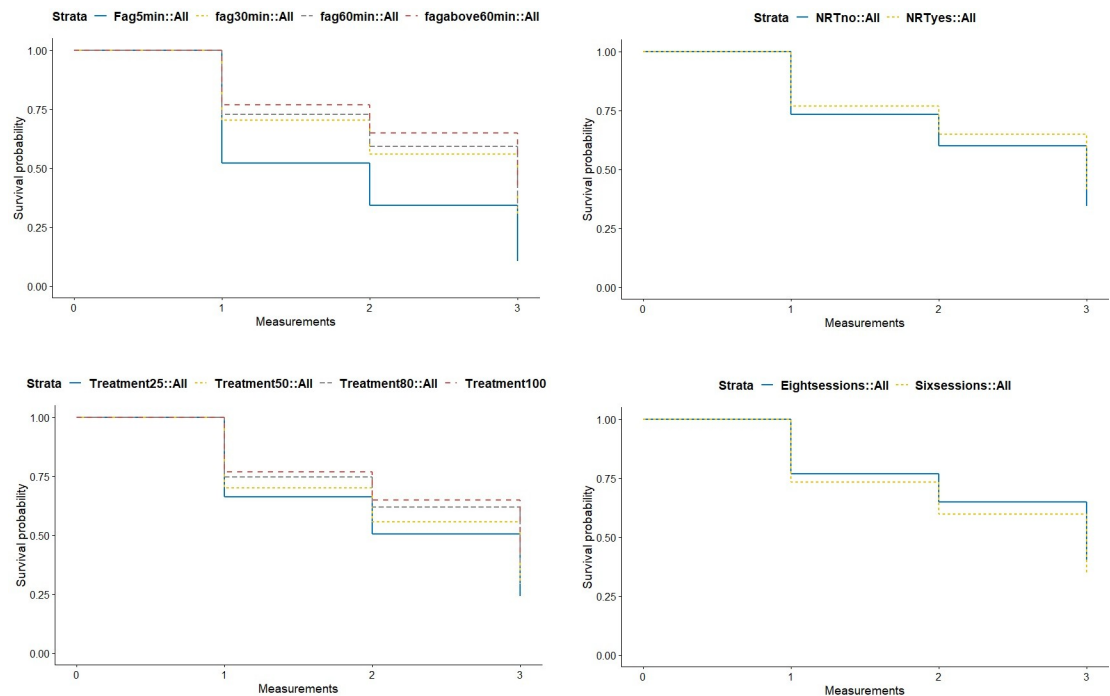 Strata Fag5min::All fag30min::All fag60min::All fagabove60min::All
1.00
0.75
0.50
0.25
0.00
Survival probability
0 1 2 3
Measurements
Strata NRTno::All NRTyes::All
1.00
0.75
0.50
0.25
0.00
Survival probability
0 1 2 3
Measurements
Strata Treatment25::All Treatment50::All Treatment80::All Treatment100
1.00
0.75
0.50
0.25
0.00
Survival probability
0 1 2 3
Measurements
Strata Eightsessions::All Sixsessions::All
1.00
0.75
0.50
0.25
0.00
Survival probability
0 1 2 3
Measurements